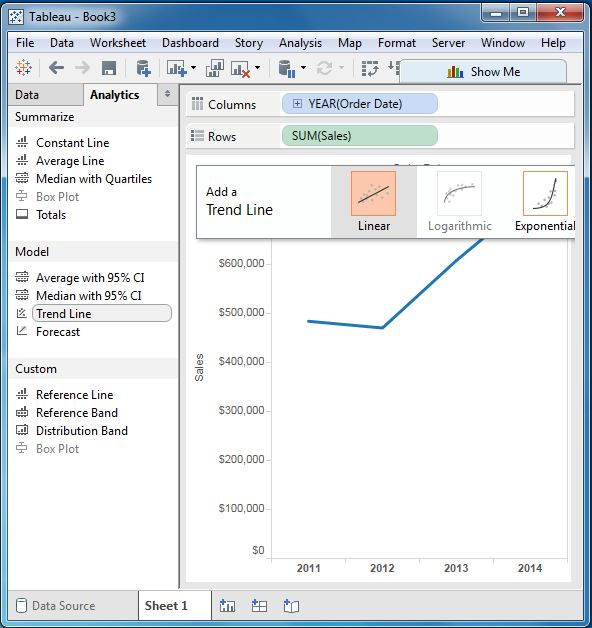 Tableau - Book3
File Data Worksheet Dashboard Story Analysis Map Format Server Window Help
Show Me
Data Analytics
Columns YEAR(Order Date)
Rows SUM(Sales)
Summarize
Constant Line
Average Line
Median with Quartiles
Box Plot
Totals
Model
Average with 95% CI
Median with 95% CI
Trend Line
Forecast
Custom
Reference Line
Reference Band
Distribution Band
Box Plot
Add a
Trend Line
Linear Logarithmic Exponential
Sales
$600,000
$500,000
$400,000
$300,000
$200,000
$100,000
$0
2011 2012 2013 2014
Data Source Sheet 1